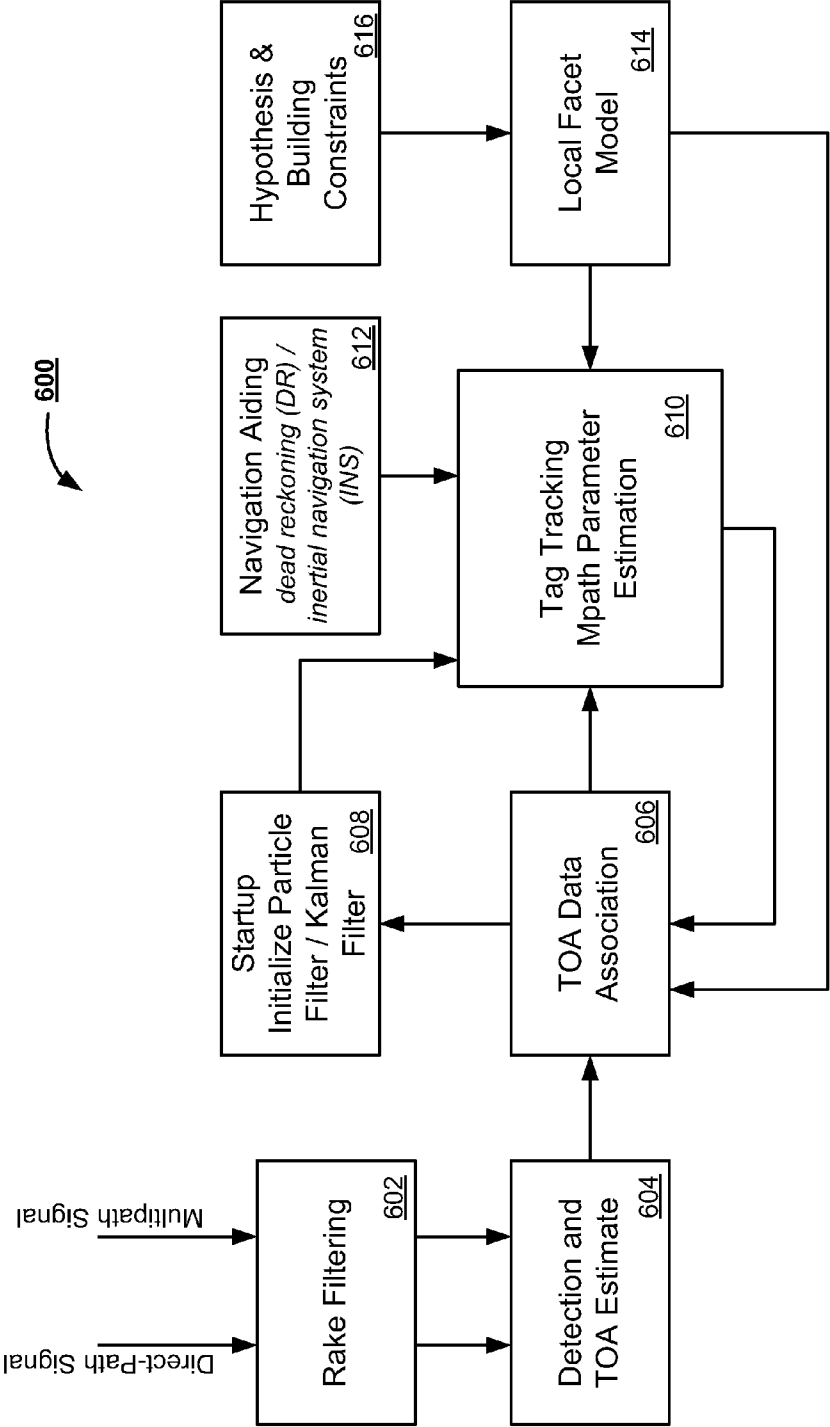 600
Direct-Path Signal
Multipath Signal
Rake Filtering
602
Detection and
TOA Estimate
604
Startup
Initialize Particle
Filter / Kalman
Filter
608
TOA Data
Association
606
Navigation Aiding
dead reckoning (DR) /
inertial navigation system
(INS)
612
Tag Tracking
Mpath Parameter
Estimation
610
Hypothesis &
Building
Constraints
616
Local Facet
Model
614